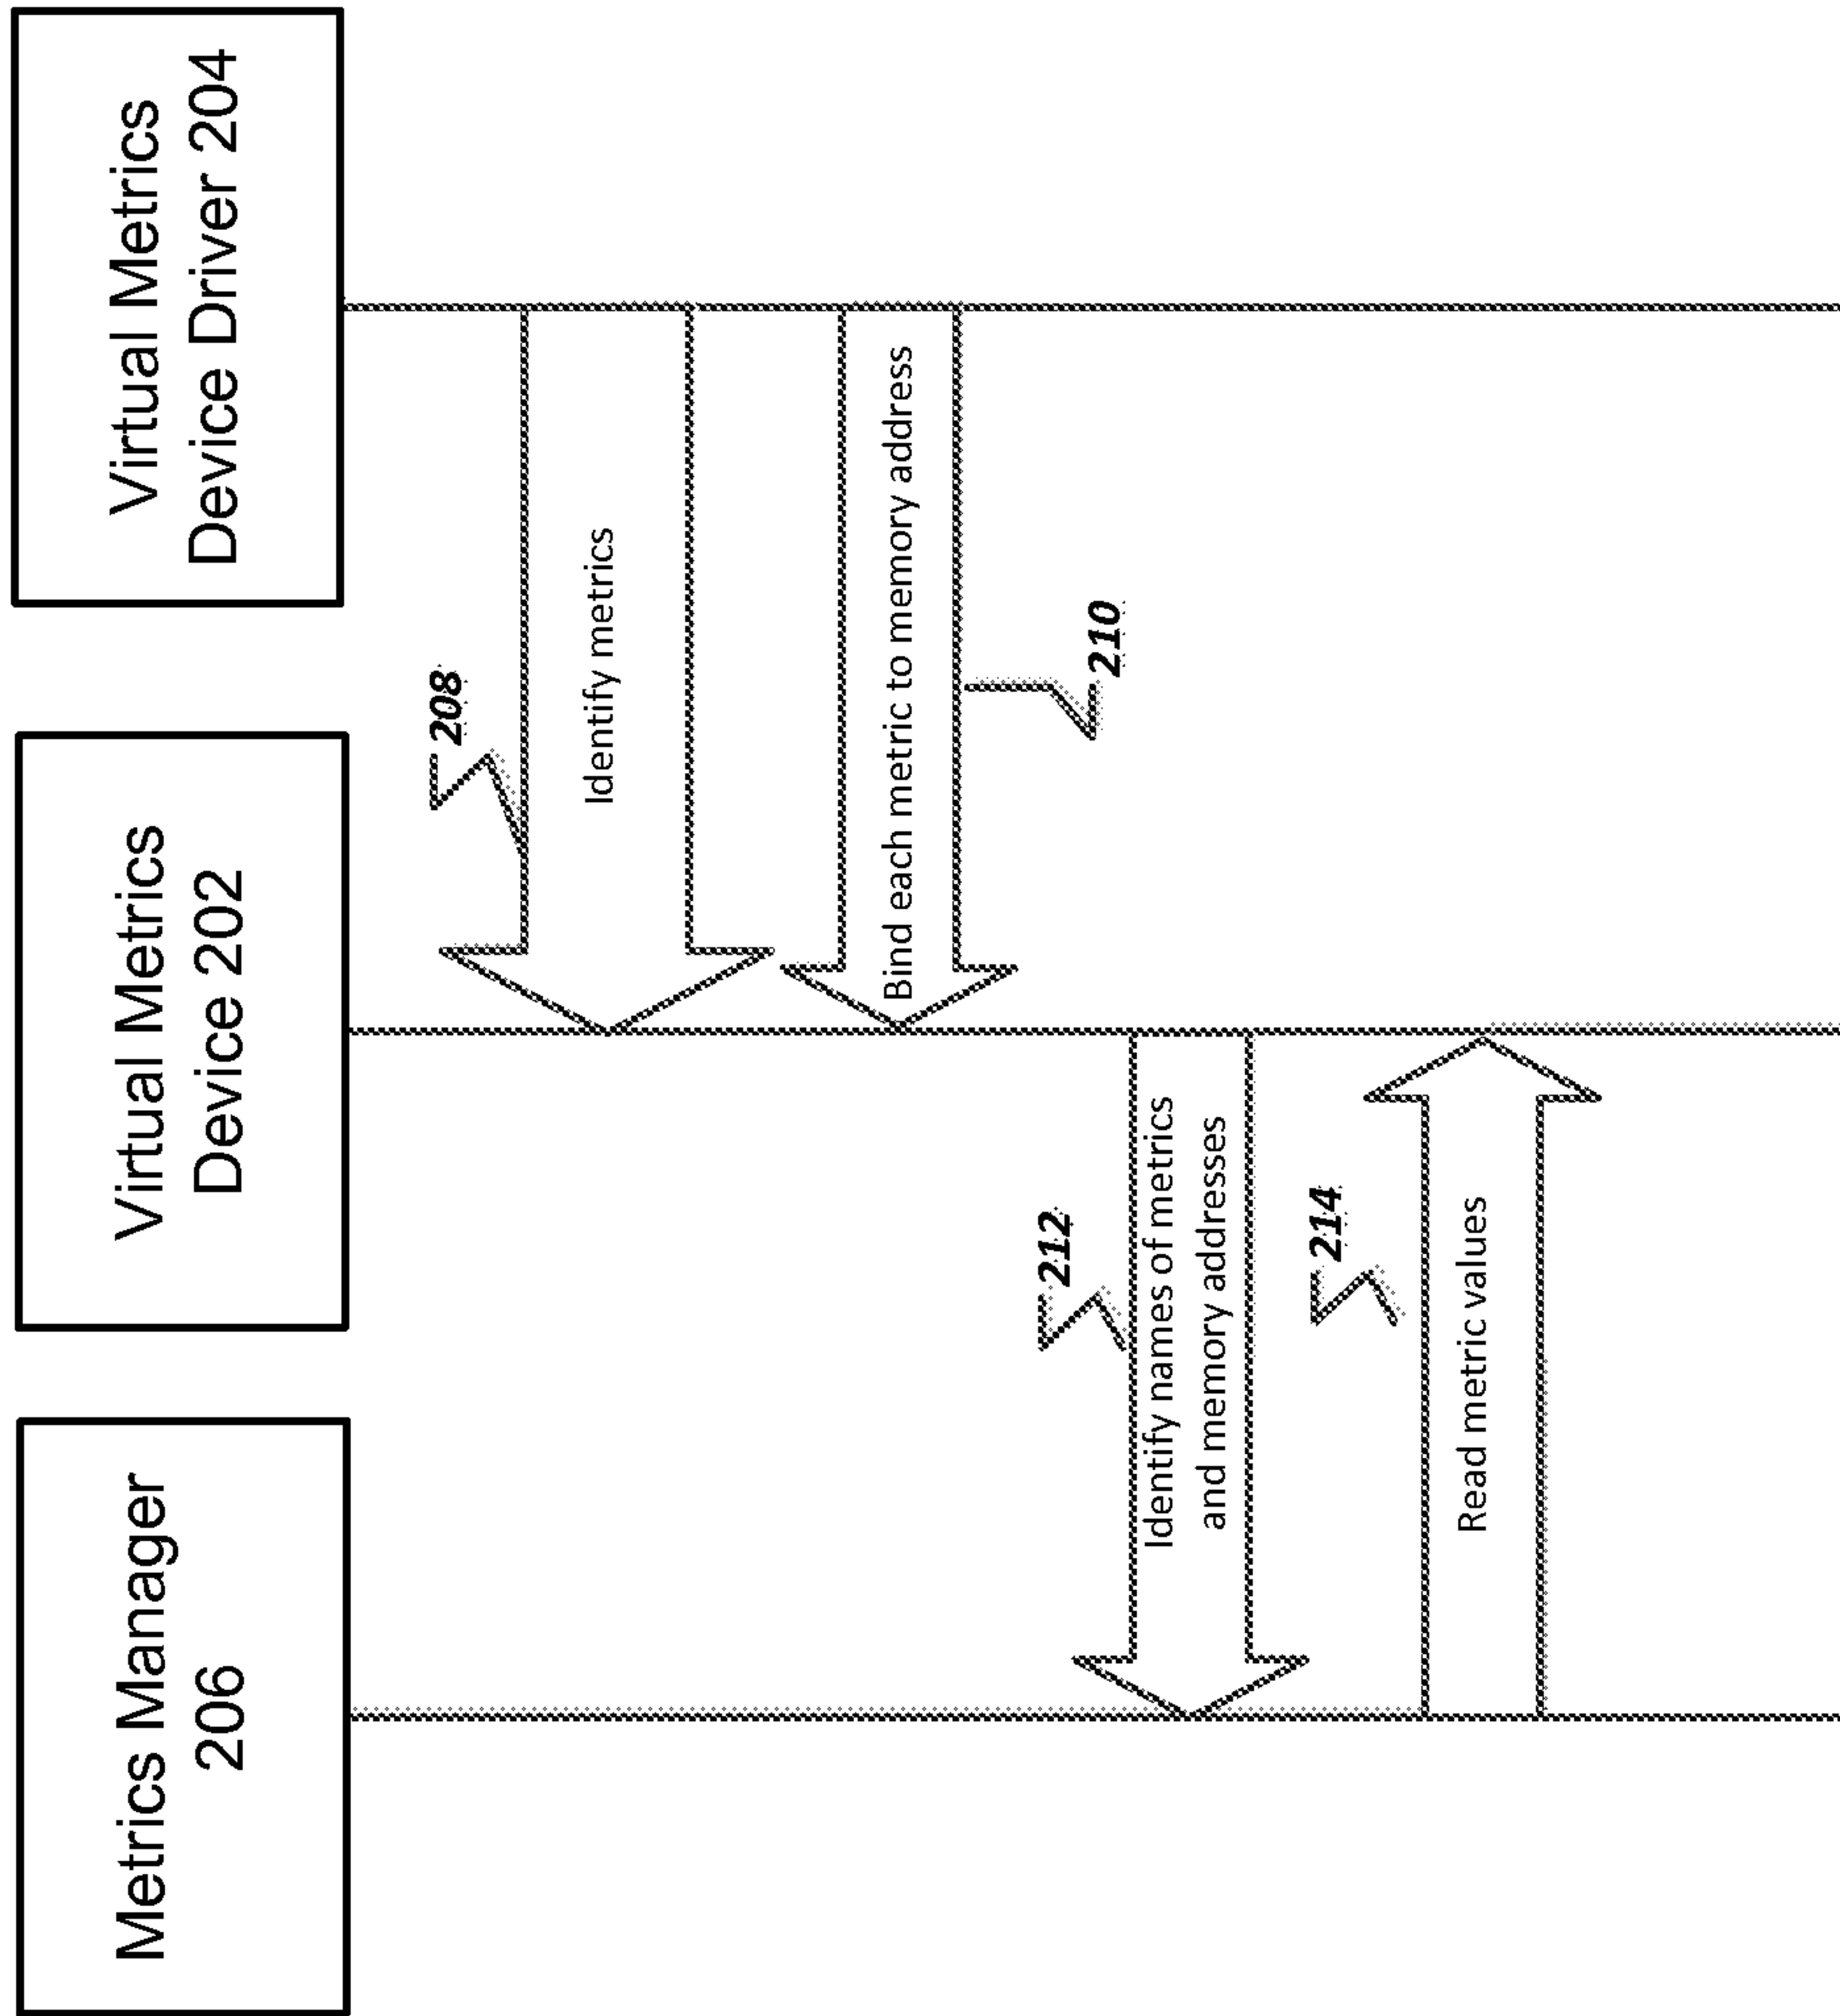 Metrics Manager
206
Virtual Metrics
Device 202
Virtual Metrics
Device Driver 204
208
Identify metrics
Bind each metric to memory address
210
212
Identify names of metrics
and memory addresses
214
Read metric values